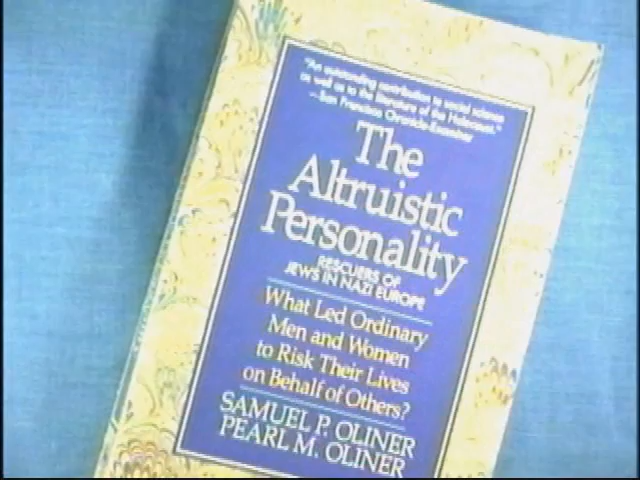 "An outstanding contribution to social science
as well as to the literature of the Holocaust."
—San Francisco Chronicle-Examiner
The
Altruistic
Personality
RESCUERS OF
JEWS IN NAZI EUROPE
What Led Ordinary
Men and Women
to Risk Their Lives
on Behalf of Others?
SAMUEL P. OLINER
PEARL M. OLINER